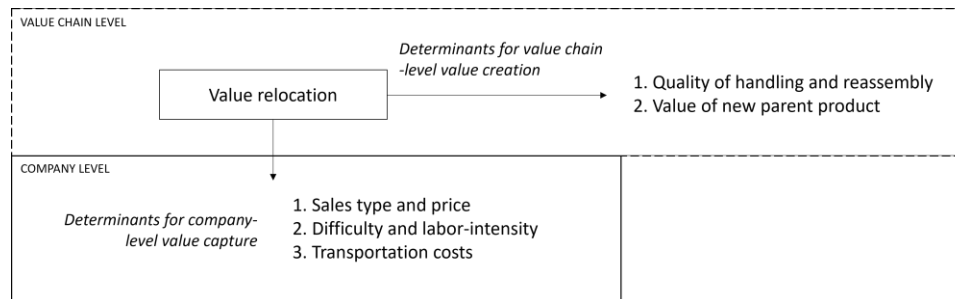 VALUE CHAIN LEVEL
Determinants for value chain
-level value creation
Value relocation
1. Quality of handling and reassembly
2. Value of new parent product
COMPANY LEVEL
Determinants for company-
level value capture
1. Sales type and price
2. Difficulty and labor-intensity
3. Transportation costs